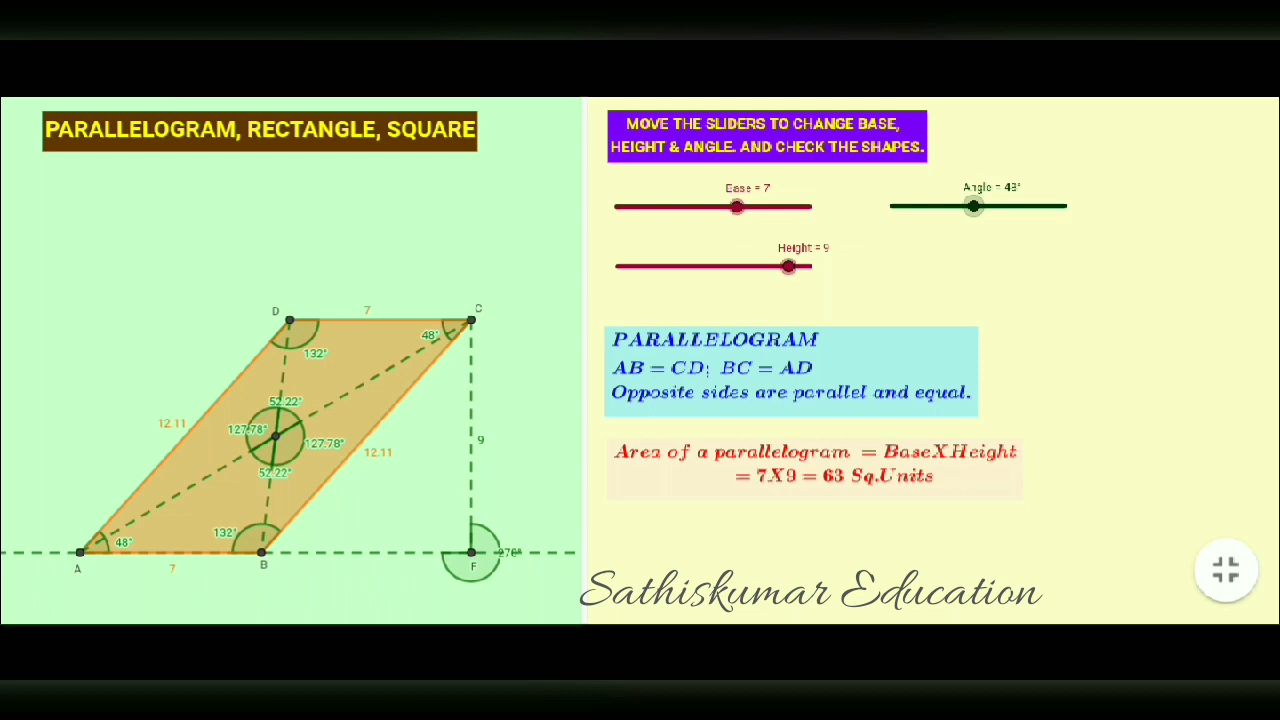 PARALLELOGRAM, RECTANGLE, SQUARE
D
7
C
48°
132°
52.22°
12.11
127.78°
127.78°
12.11
9
52.22°
132°
48°
270°
A
7
B
F
MOVE THE SLIDERS TO CHANGE BASE,
HEIGHT & ANGLE. AND CHECK THE SHAPES.
Base = 7
Angle = 48°
Height = 9
PARALLELOGRAM
AB = CD; BC = AD
Opposite sides are parallel and equal.
Area of a parallelogram = BaseXHeight
= 7X9 = 63 Sq.Units
Sathiskumar Education